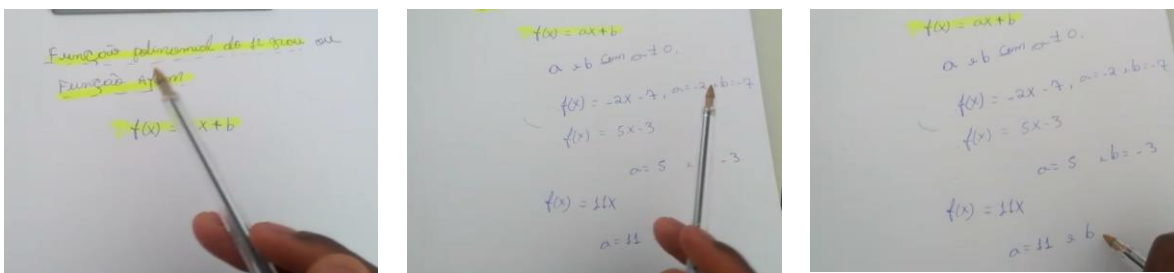 Função polinomial do 1º grau ou
Função Afim
f(x) = x + b
f(x) = ax + b
a e b com a ≠ 0.
f(x) = -2x - 7, a = -2 e b = -7
f(x) = 5x - 3
a = 5 - 3
f(x) = 11x
a = 11
f(x) = ax + b
a e b com a ≠ 0.
f(x) = -2x - 7, a = -2 e b = -7
f(x) = 5x - 3
a = 5 e b = -3
f(x) = 11x
a = 11 e b